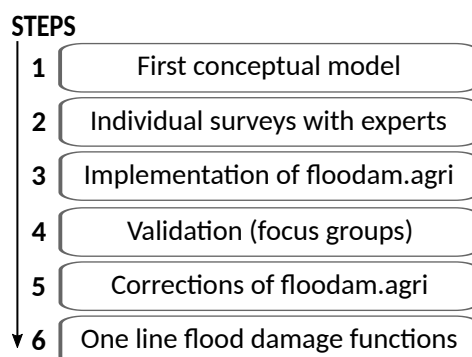 STEPS
1 First conceptual model
2 Individual surveys with experts
3 Implementation of floodam.agri
4 Validation (focus groups)
5 Corrections of floodam.agri
6 One line flood damage functions